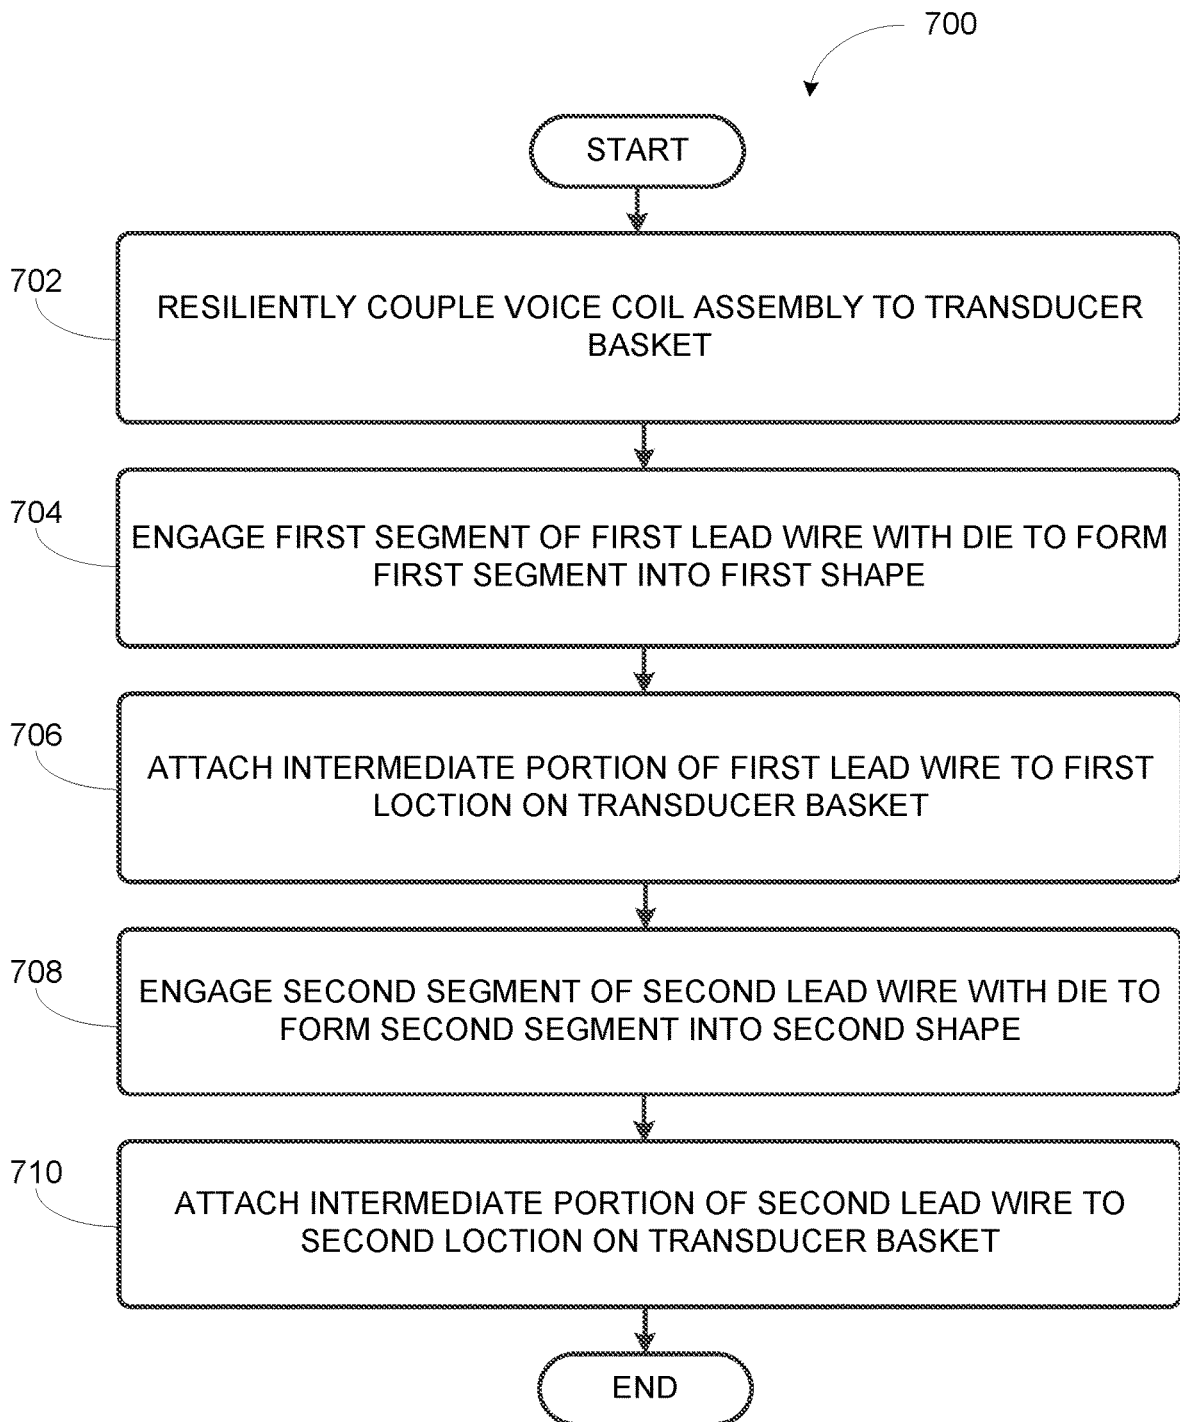 700
START
702
RESILIENTLY COUPLE VOICE COIL ASSEMBLY TO TRANSDUCER
BASKET
704
ENGAGE FIRST SEGMENT OF FIRST LEAD WIRE WITH DIE TO FORM
FIRST SEGMENT INTO FIRST SHAPE
706
ATTACH INTERMEDIATE PORTION OF FIRST LEAD WIRE TO FIRST
LOCTION ON TRANSDUCER BASKET
708
ENGAGE SECOND SEGMENT OF SECOND LEAD WIRE WITH DIE TO
FORM SECOND SEGMENT INTO SECOND SHAPE
710
ATTACH INTERMEDIATE PORTION OF SECOND LEAD WIRE TO
SECOND LOCTION ON TRANSDUCER BASKET
END